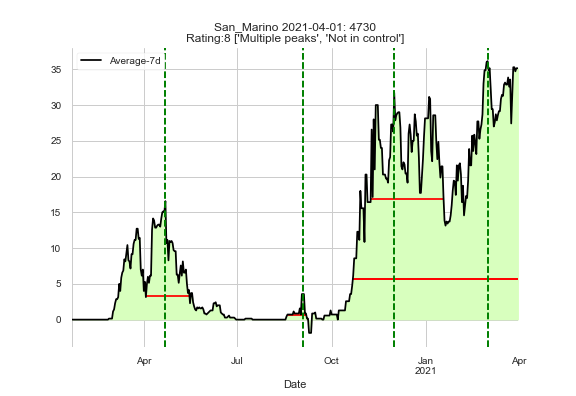 San_Marino 2021-04-01: 4730
Rating:8 ['Multiple peaks', 'Not in control']
Average-7d
35
30
25
20
15
10
5
0
Apr
Jul
Oct
Jan
2021
Apr
Date